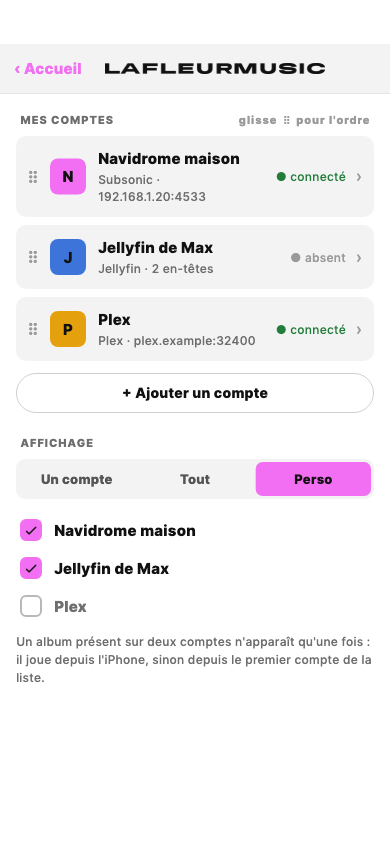 ‹ Accueil LAFLEURMUSIC
MES COMPTES glisse ⠿ pour l'ordre
N Navidrome maison
Subsonic ·
192.168.1.20:4533
connecté ›
J Jellyfin de Max
Jellyfin · 2 en-têtes
absent ›
P Plex
Plex · plex.example:32400
connecté ›
+ Ajouter un compte
AFFICHAGE
Un compte Tout Perso
Navidrome maison
Jellyfin de Max
Plex
Un album présent sur deux comptes n'apparaît qu'une fois :
il joue depuis l'iPhone, sinon depuis le premier compte de la
liste.